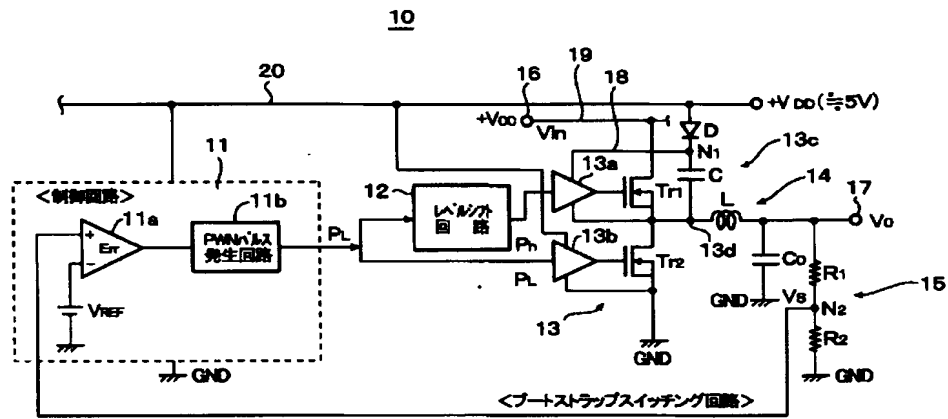 10
20
16
19
18
+VDD(≒5V)
+VDD
Vin
D
N1
13c
11
13a
C
14
<制御回路>
12
Tr1
L
17
11a
11b
レベルシフト
回路
VO
+
Err
PWNパルス
発生回路
PL
Ph
13b
13d
-
CO
R1
PL
Tr2
GND
VS
15
VREF
N2
13
R2
GND
GND
GND
<ブートストラップスイッチング回路>